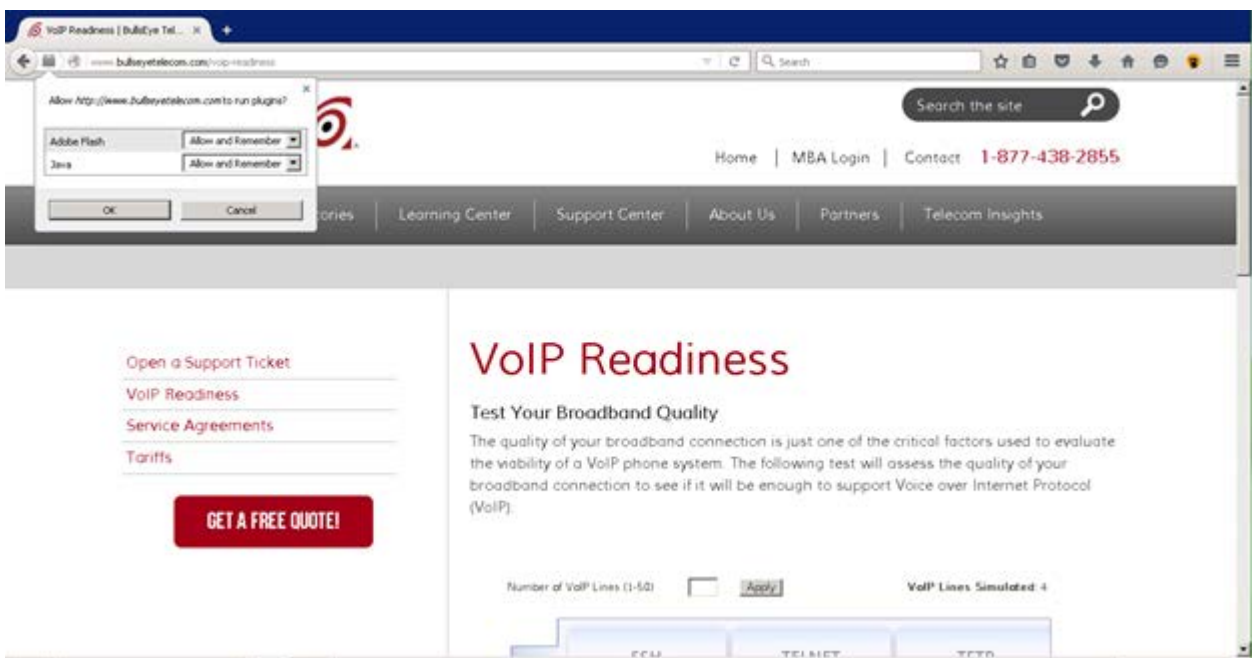 VoIP Readiness | BullsEye Tel...
www.bullseyetelecom.com/voip-readiness
Search
Allow http://www.bullseyetelecom.com to run plugins?
Adobe Flash Allow and Remember
Java Allow and Remember
OK Cancel
Search the site
Home | MBA Login | Contact 1-877-438-2855
Learning Center Support Center About Us Partners Telecom Insights
Open a Support Ticket
VoIP Readiness
Service Agreements
Tariffs
GET A FREE QUOTE!
VoIP Readiness
Test Your Broadband Quality
The quality of your broadband connection is just one of the critical factors used to evaluate
the viability of a VoIP phone system. The following test will assess the quality of your
broadband connection to see if it will be enough to support Voice over Internet Protocol
(VoIP).
Number of VoIP Lines (1-50) Apply VoIP Lines Simulated: 4
SSH TELNET TFTP